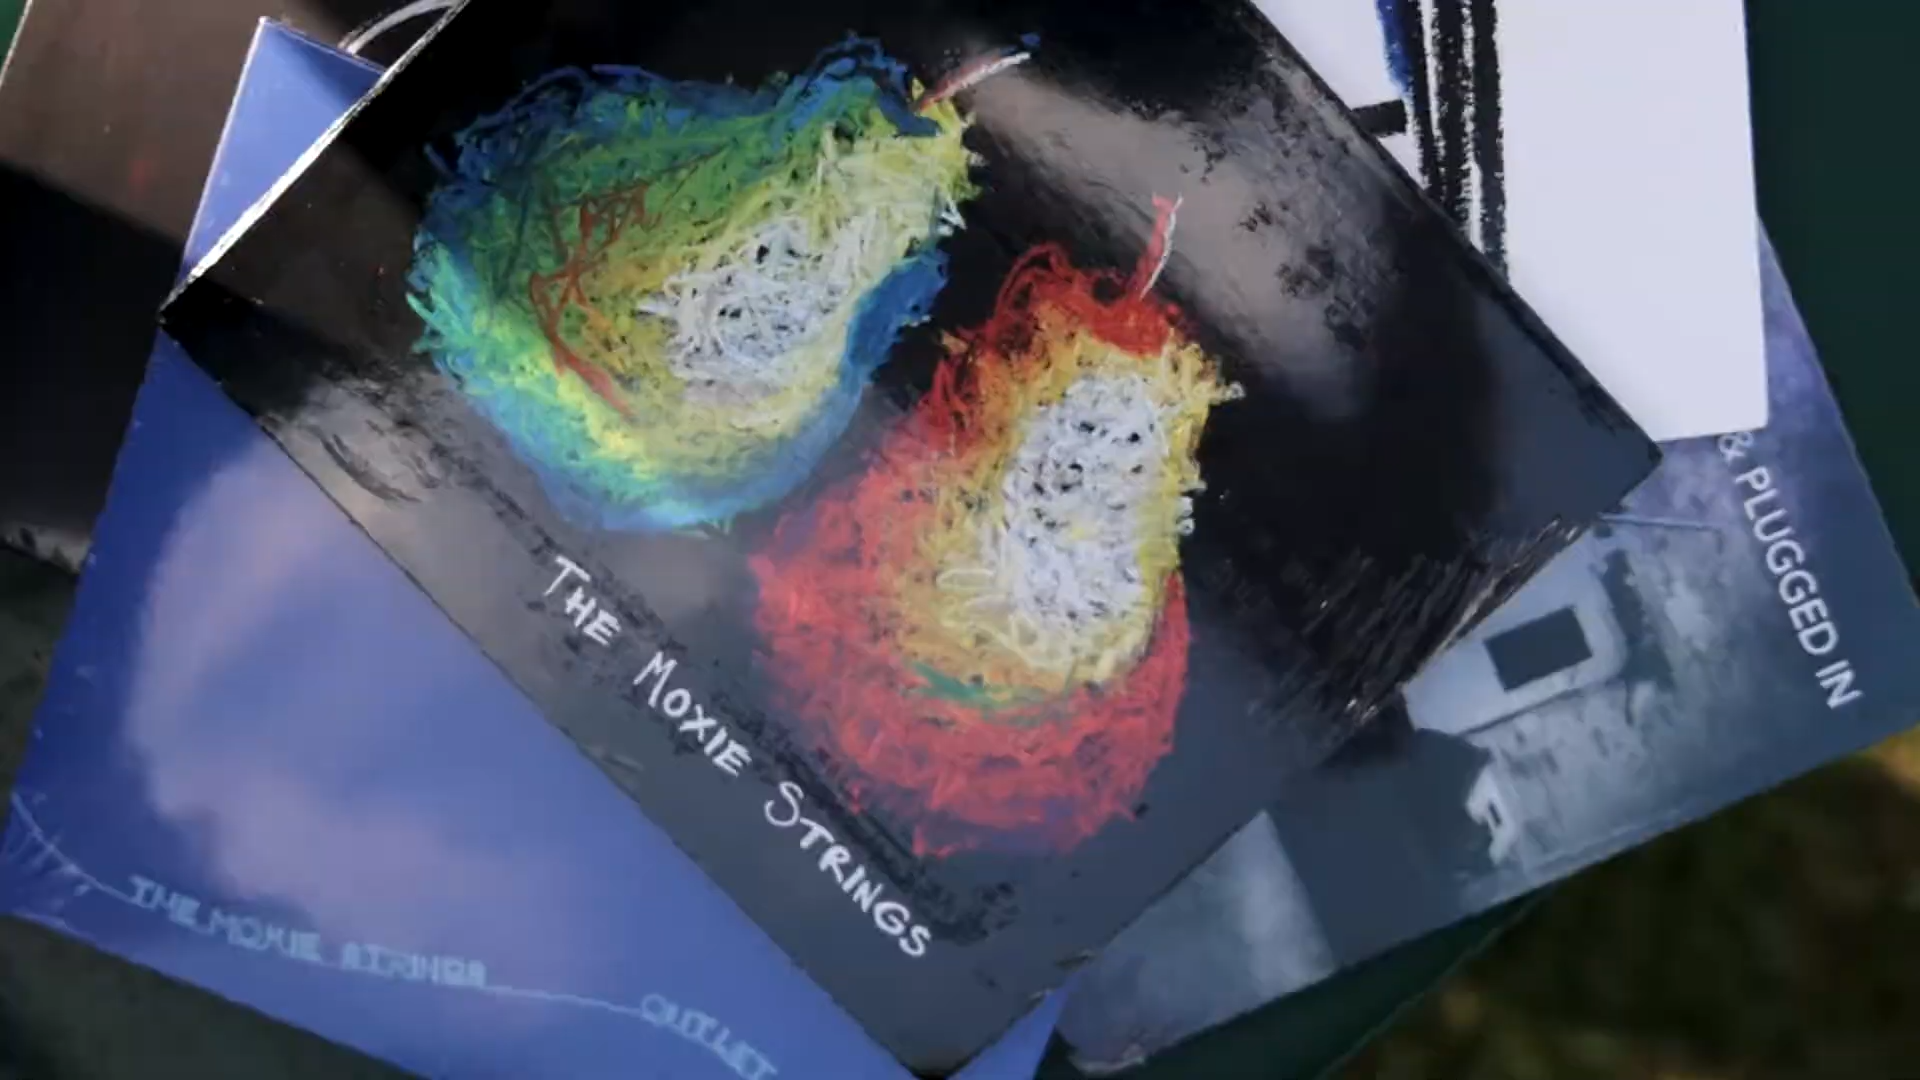 THE MOXIE STRINGS
& PLUGGED IN
THE MOXIE STRINGS
OUTLET